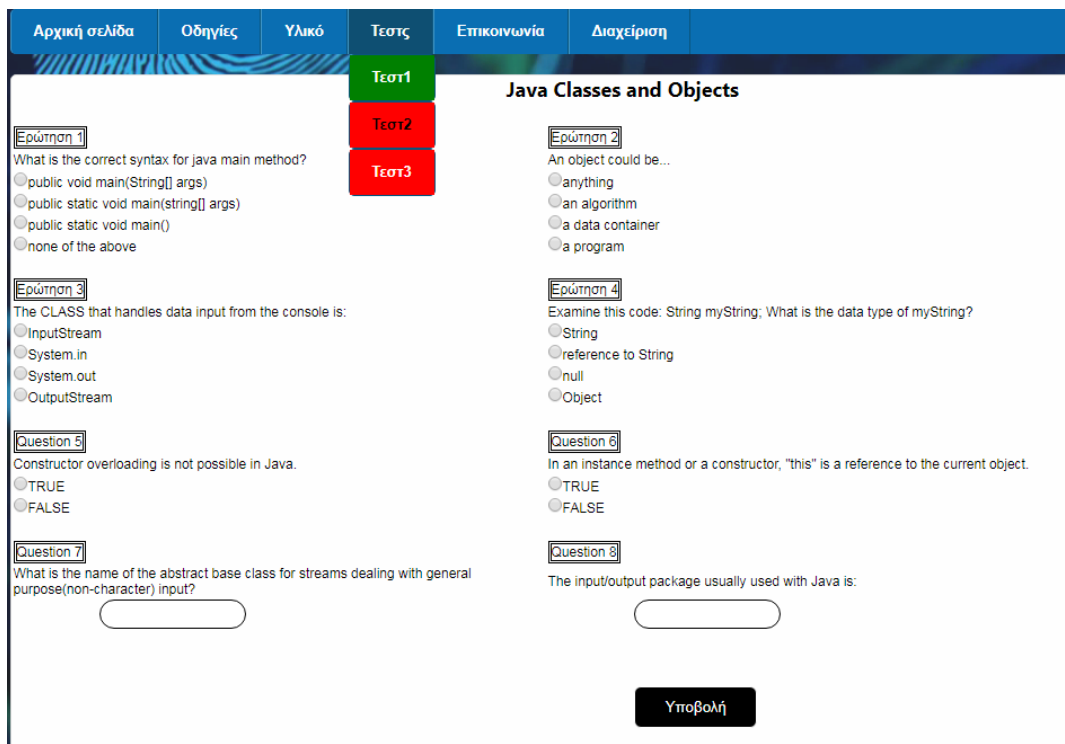 Αρχική σελίδα Οδηγίες Υλικό Τεστς Επικοινωνία Διαχείριση
Τεστ1
Τεστ2
Τεστ3
Java Classes and Objects
Ερώτηση 1
What is the correct syntax for java main method?
public void main(String[] args)
public static void main(string[] args)
public static void main()
none of the above
Ερώτηση 2
An object could be...
anything
an algorithm
a data container
a program
Ερώτηση 3
The CLASS that handles data input from the console is:
InputStream
System.in
System.out
OutputStream
Ερώτηση 4
Examine this code: String myString; What is the data type of myString?
String
reference to String
null
Object
Question 5
Constructor overloading is not possible in Java.
TRUE
FALSE
Question 6
In an instance method or a constructor, "this" is a reference to the current object.
TRUE
FALSE
Question 7
What is the name of the abstract base class for streams dealing with general
purpose(non-character) input?
Question 8
The input/output package usually used with Java is:
Υποβολή